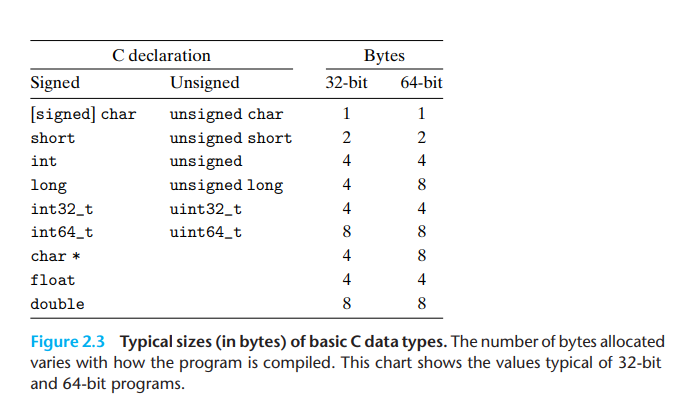 C declaration Bytes
Signed Unsigned 32-bit 64-bit
[signed] char unsigned char 1 1
short unsigned short 2 2
int unsigned 4 4
long unsigned long 4 8
int32_t uint32_t 4 4
int64_t uint64_t 8 8
char * 4 8
float 4 4
double 8 8
Figure 2.3 Typical sizes (in bytes) of basic C data types. The number of bytes allocated
varies with how the program is compiled. This chart shows the values typical of 32-bit
and 64-bit programs.